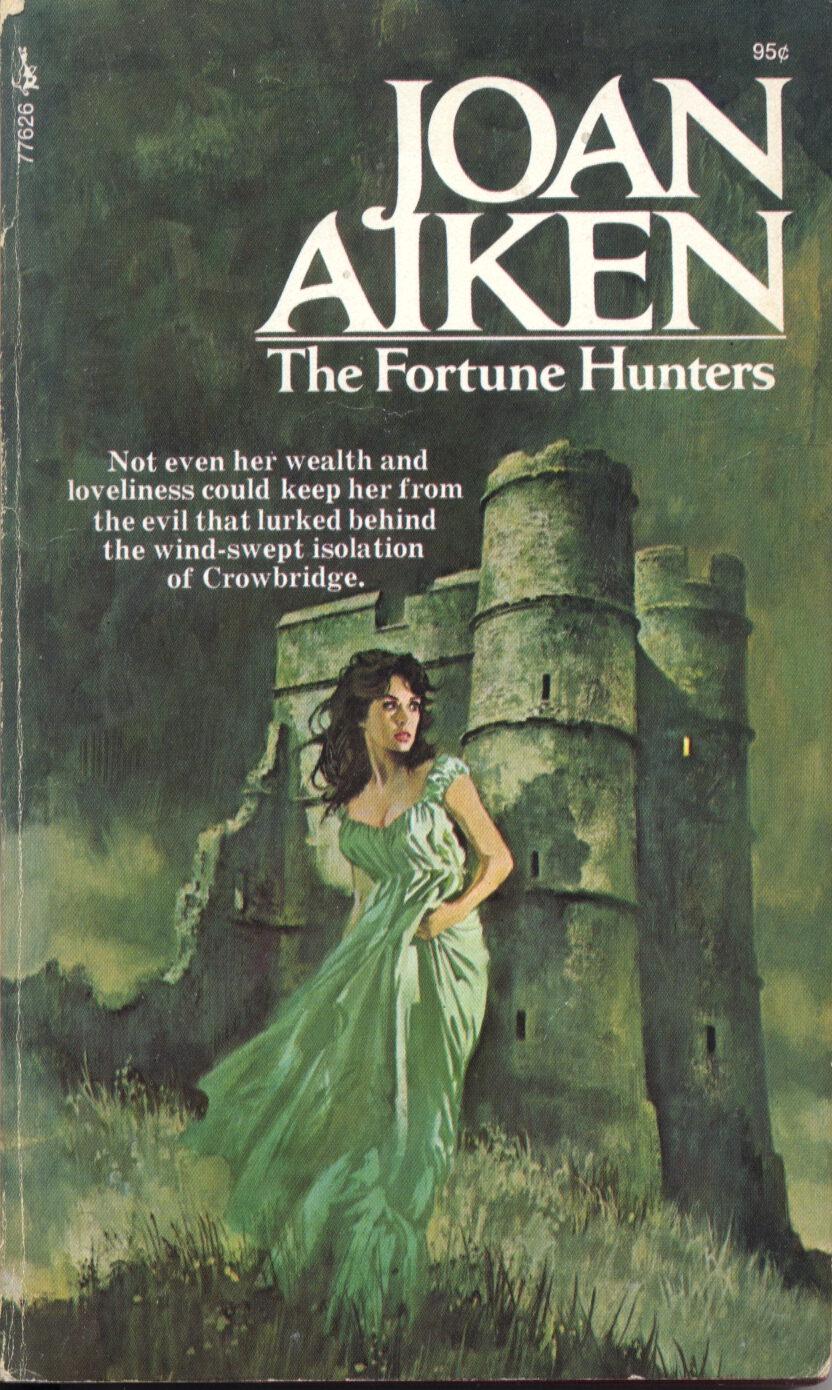 95¢
77626
JOAN
AIKEN
The Fortune Hunters
Not even her wealth and
loveliness could keep her from
the evil that lurked behind
the wind-swept isolation
of Crowbridge.